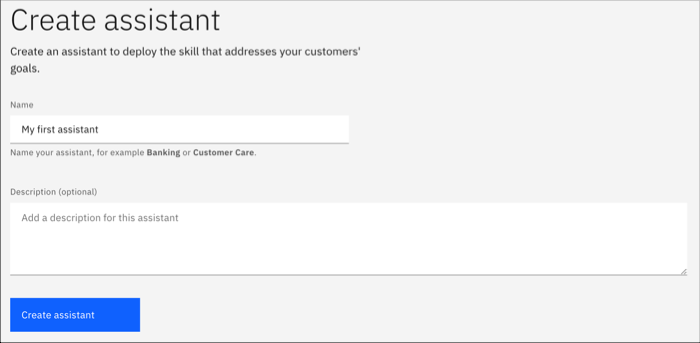 Create assistant
Create an assistant to deploy the skill that addresses your customers'
goals.
Name
My first assistant
Name your assistant, for example Banking or Customer Care.
Description (optional)
Add a description for this assistant
Create assistant